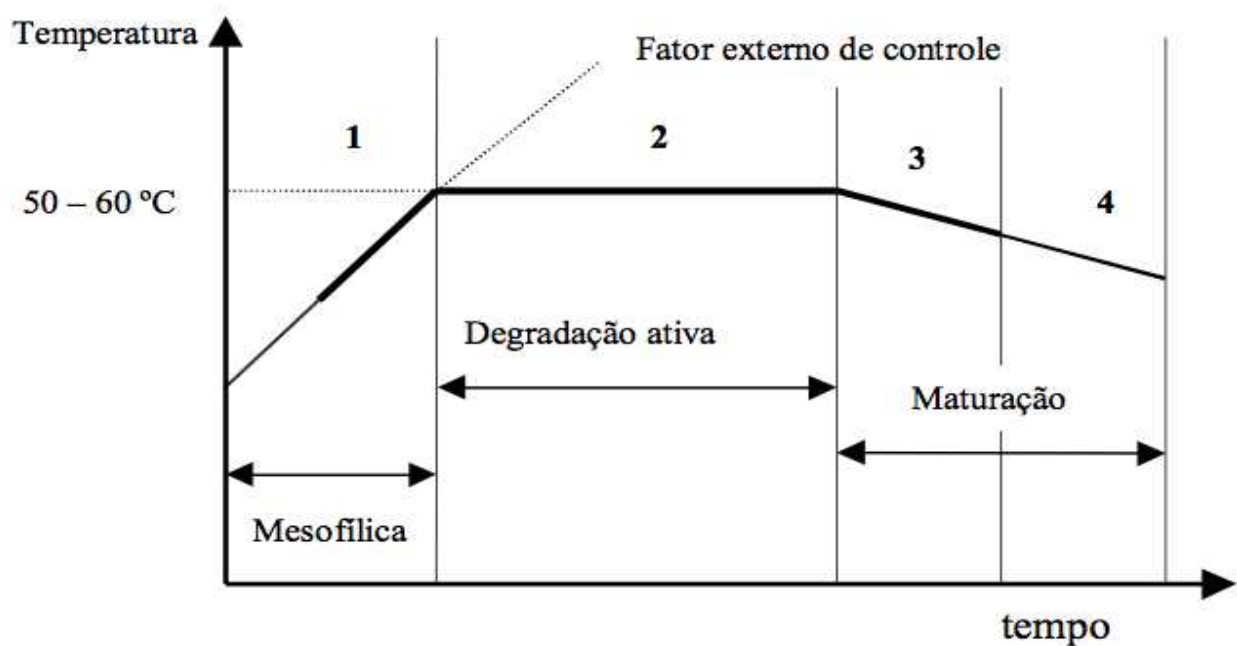 Temperatura
Fator externo de controle
1
2
3
4
50 – 60 ºC
Degradação ativa
Maturação
Mesofílica
tempo